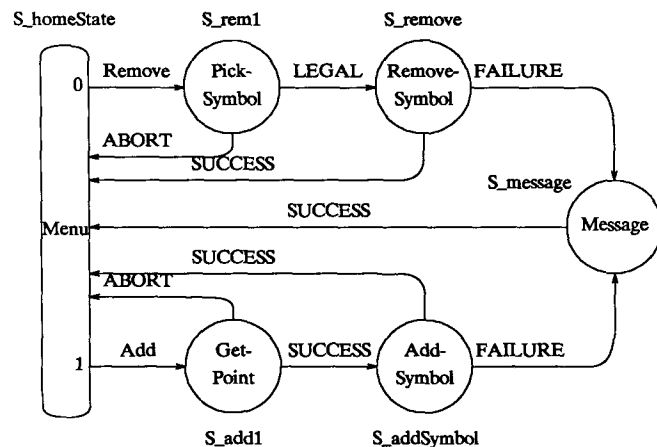 S_homeState
S_rem1
S_remove
0
Remove
Pick-
Symbol
LEGAL
Remove-
Symbol
FAILURE
ABORT
SUCCESS
S_message
SUCCESS
Menu
Message
SUCCESS
ABORT
1
Add
Get-
Point
SUCCESS
Add-
Symbol
FAILURE
S_add1
S_addSymbol